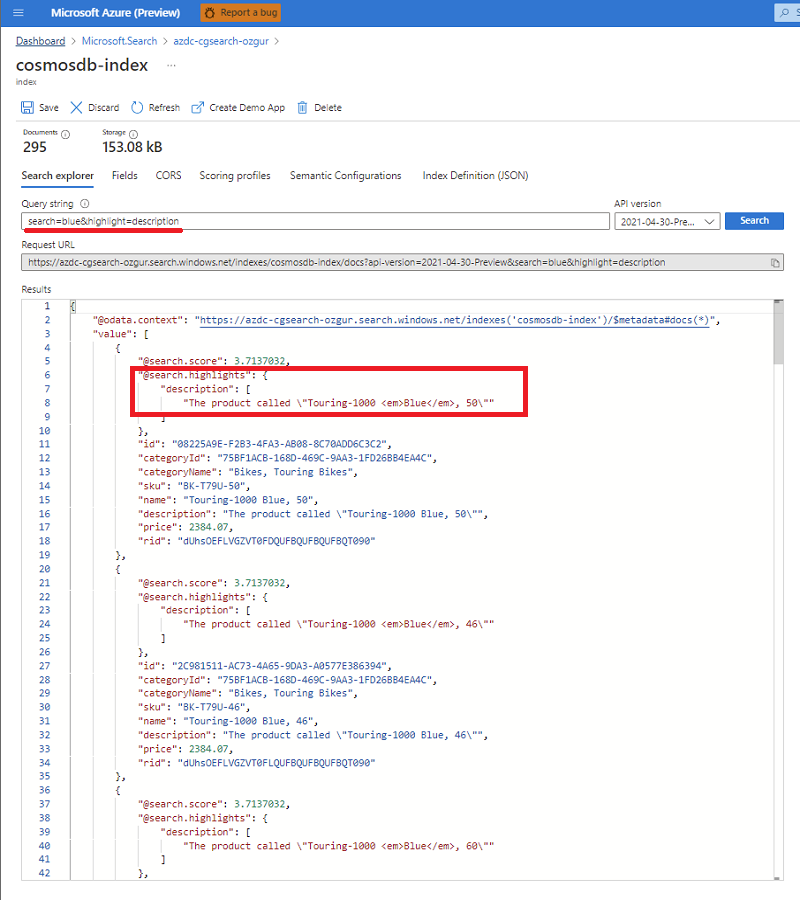 Microsoft Azure (Preview) Report a bug
Dashboard > Microsoft.Search > azdc-cgsearch-ozgur >
cosmosdb-index ...
index
Save Discard Refresh Create Demo App Delete
Documents Storage
295 153.08 kB
Search explorer Fields CORS Scoring profiles Semantic Configurations Index Definition (JSON)
Query string API version
search=blue&highlight=description 2021-04-30-Pre... Search
Request URL
https://azdc-cgsearch-ozgur.search.windows.net/indexes/cosmosdb-index/docs?api-version=2021-04-30-Preview&search=blue&highlight=description
Results
1 {
2 "@odata.context": "https://azdc-cgsearch-ozgur.search.windows.net/indexes('cosmosdb-index')/$metadata#docs(*)",
3 "value": [
4 {
5 "@search.score": 3.7137032,
6 "@search.highlights": {
7 "description": [
8 "The product called \"Touring-1000 <em>Blue</em>, 50\""
9 ]
10 },
11 "id": "08225A9E-F2B3-4FA3-AB08-8C70ADD6C3C2",
12 "categoryId": "75BF1ACB-168D-469C-9AA3-1FD26BB4EA4C",
13 "categoryName": "Bikes, Touring Bikes",
14 "sku": "BK-T79U-50",
15 "name": "Touring-1000 Blue, 50",
16 "description": "The product called \"Touring-1000 Blue, 50\"",
17 "price": 2384.07,
18 "rid": "dUhsOEFLVGZVT0FDQUFBQUFBQUFBQT090"
19 },
20 {
21 "@search.score": 3.7137032,
22 "@search.highlights": {
23 "description": [
24 "The product called \"Touring-1000 <em>Blue</em>, 46\""
25 ]
26 },
27 "id": "2C981511-AC73-4A65-9DA3-A0577E386394",
28 "categoryId": "75BF1ACB-168D-469C-9AA3-1FD26BB4EA4C",
29 "categoryName": "Bikes, Touring Bikes",
30 "sku": "BK-T79U-46",
31 "name": "Touring-1000 Blue, 46",
32 "description": "The product called \"Touring-1000 Blue, 46\"",
33 "price": 2384.07,
34 "rid": "dUhsOEFLVGZVT0FLQUFBQUFBQUFBQT090"
35 },
36 {
37 "@search.score": 3.7137032,
38 "@search.highlights": {
39 "description": [
40 "The product called \"Touring-1000 <em>Blue</em>, 60\""
41 ]
42 },